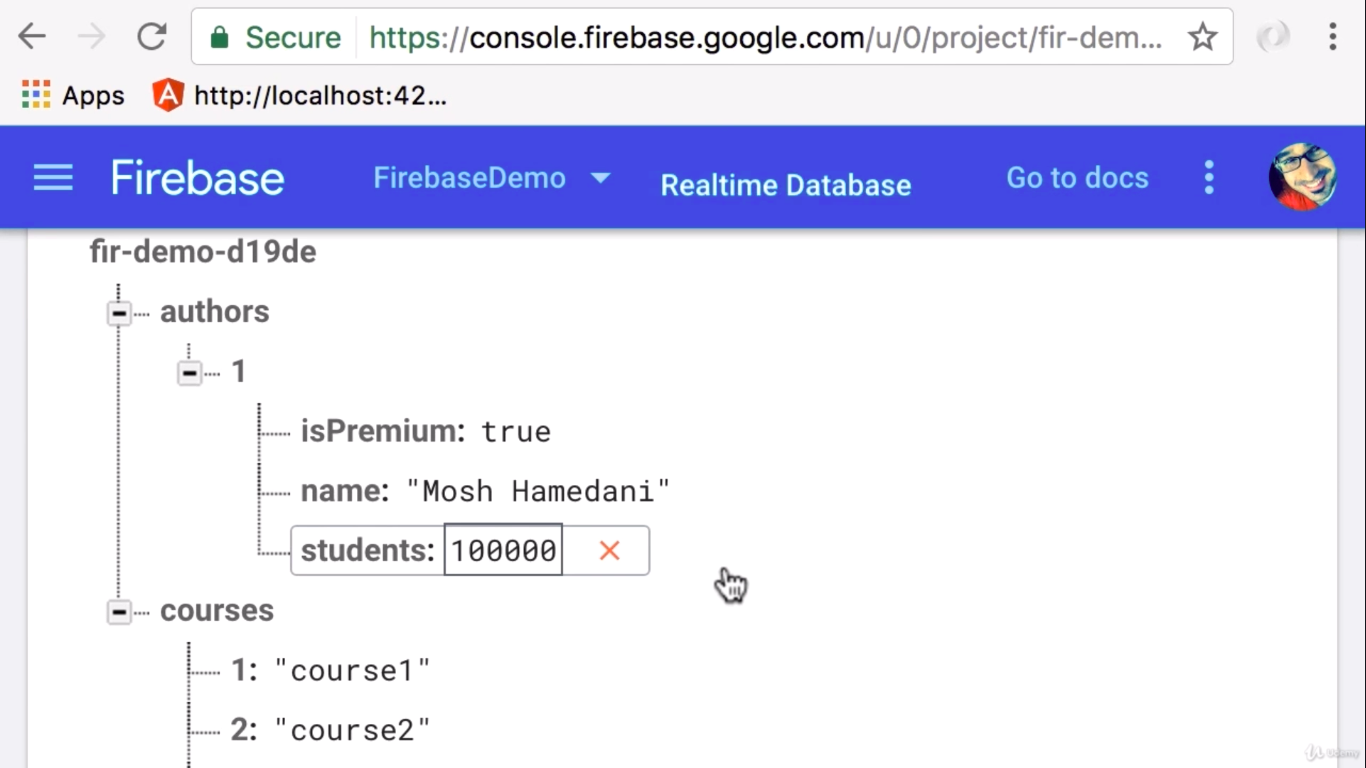 Secure https://console.firebase.google.com/u/0/project/fir-dem...
Apps http://localhost:42...
Firebase FirebaseDemo Realtime Database Go to docs
fir-demo-d19de
authors
1
isPremium: true
name: "Mosh Hamedani"
students: 100000
courses
1: "course1"
2: "course2"
Udemy